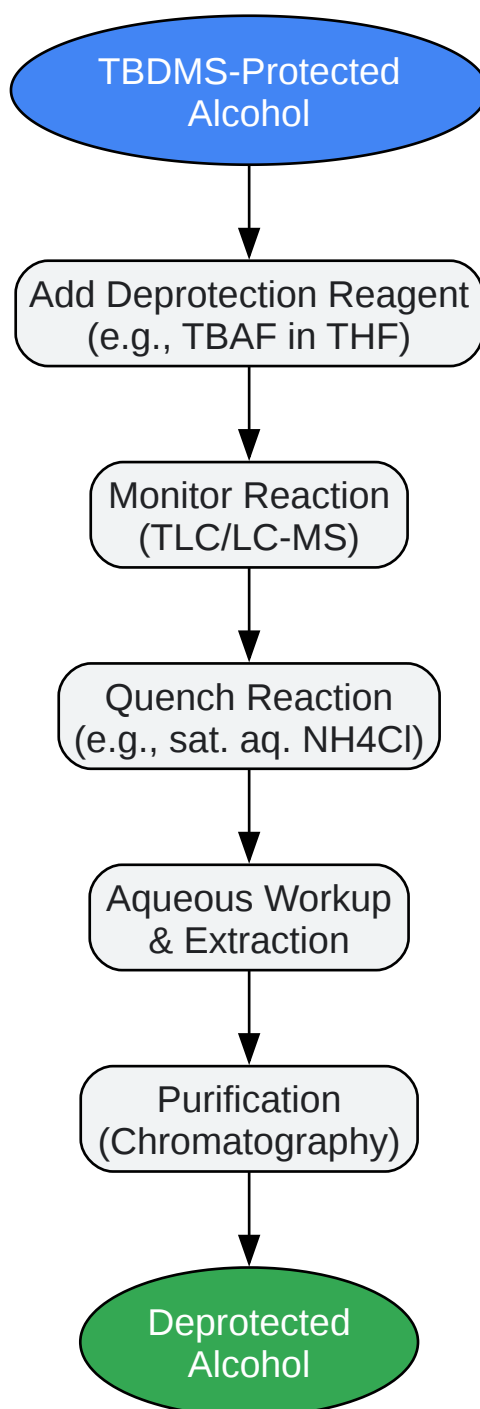 TBDMS-Protected
Alcohol
Add Deprotection Reagent
(e.g., TBAF in THF)
Monitor Reaction
(TLC/LC-MS)
Quench Reaction
(e.g., sat. aq. NH4Cl)
Aqueous Workup
& Extraction
Purification
(Chromatography)
Deprotected
Alcohol